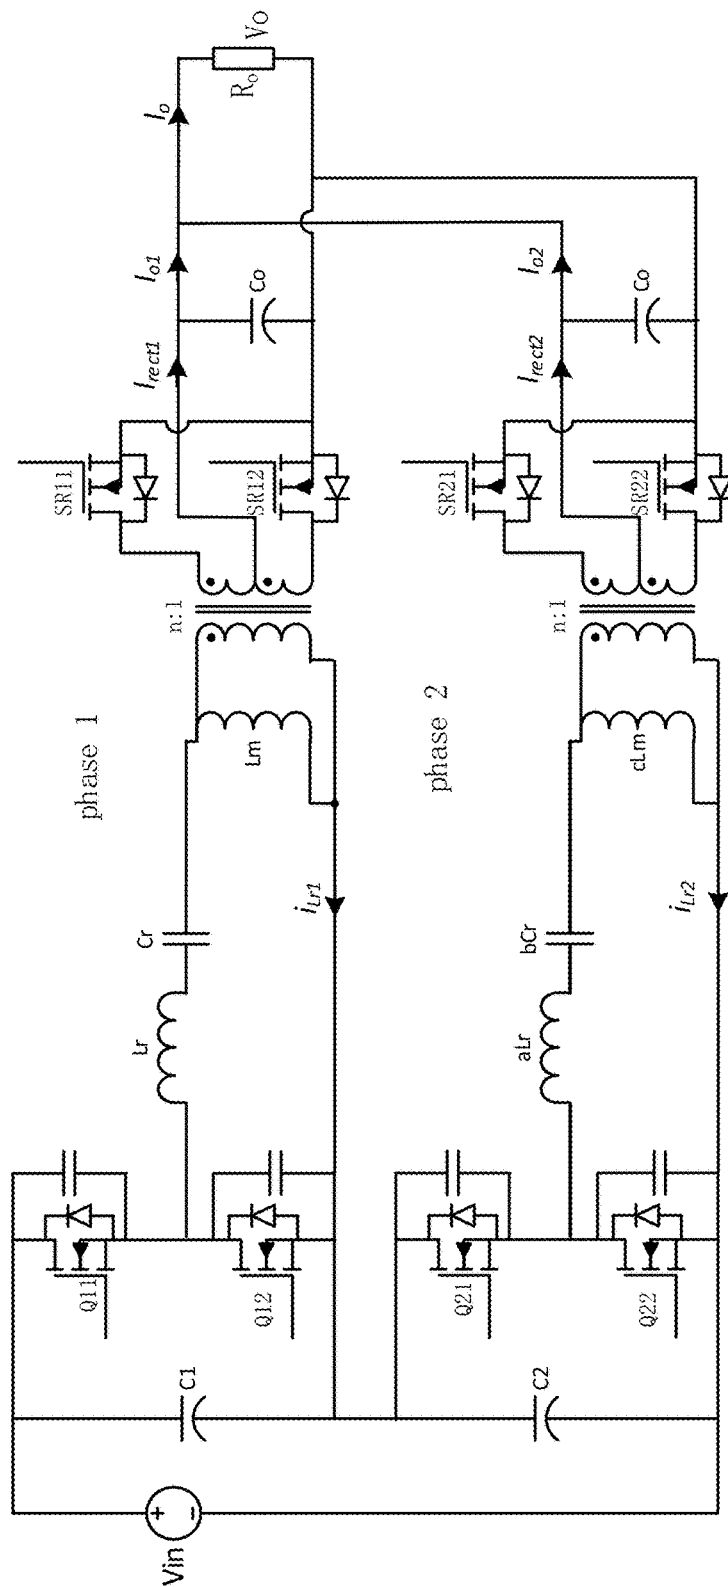 Vin
C1
C2
Q11
Q12
Q21
Q22
Lr
Cr
aLr
bCr
iLr1
iLr2
phase 1
phase 2
Lm
cLm
n:1
n:1
SR11
SR12
SR21
SR22
Irect1
Irect2
Co
Co
Io1
Io2
Io
Ro
Vo